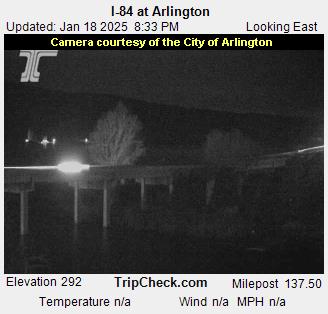 I-84 at Arlington
Updated: Jan 18 2025 8:33 PM Looking East
Camera courtesy of the City of Arlington
Elevation 292 TripCheck.com Milepost 137.50
Temperature n/a Wind n/a MPH n/a